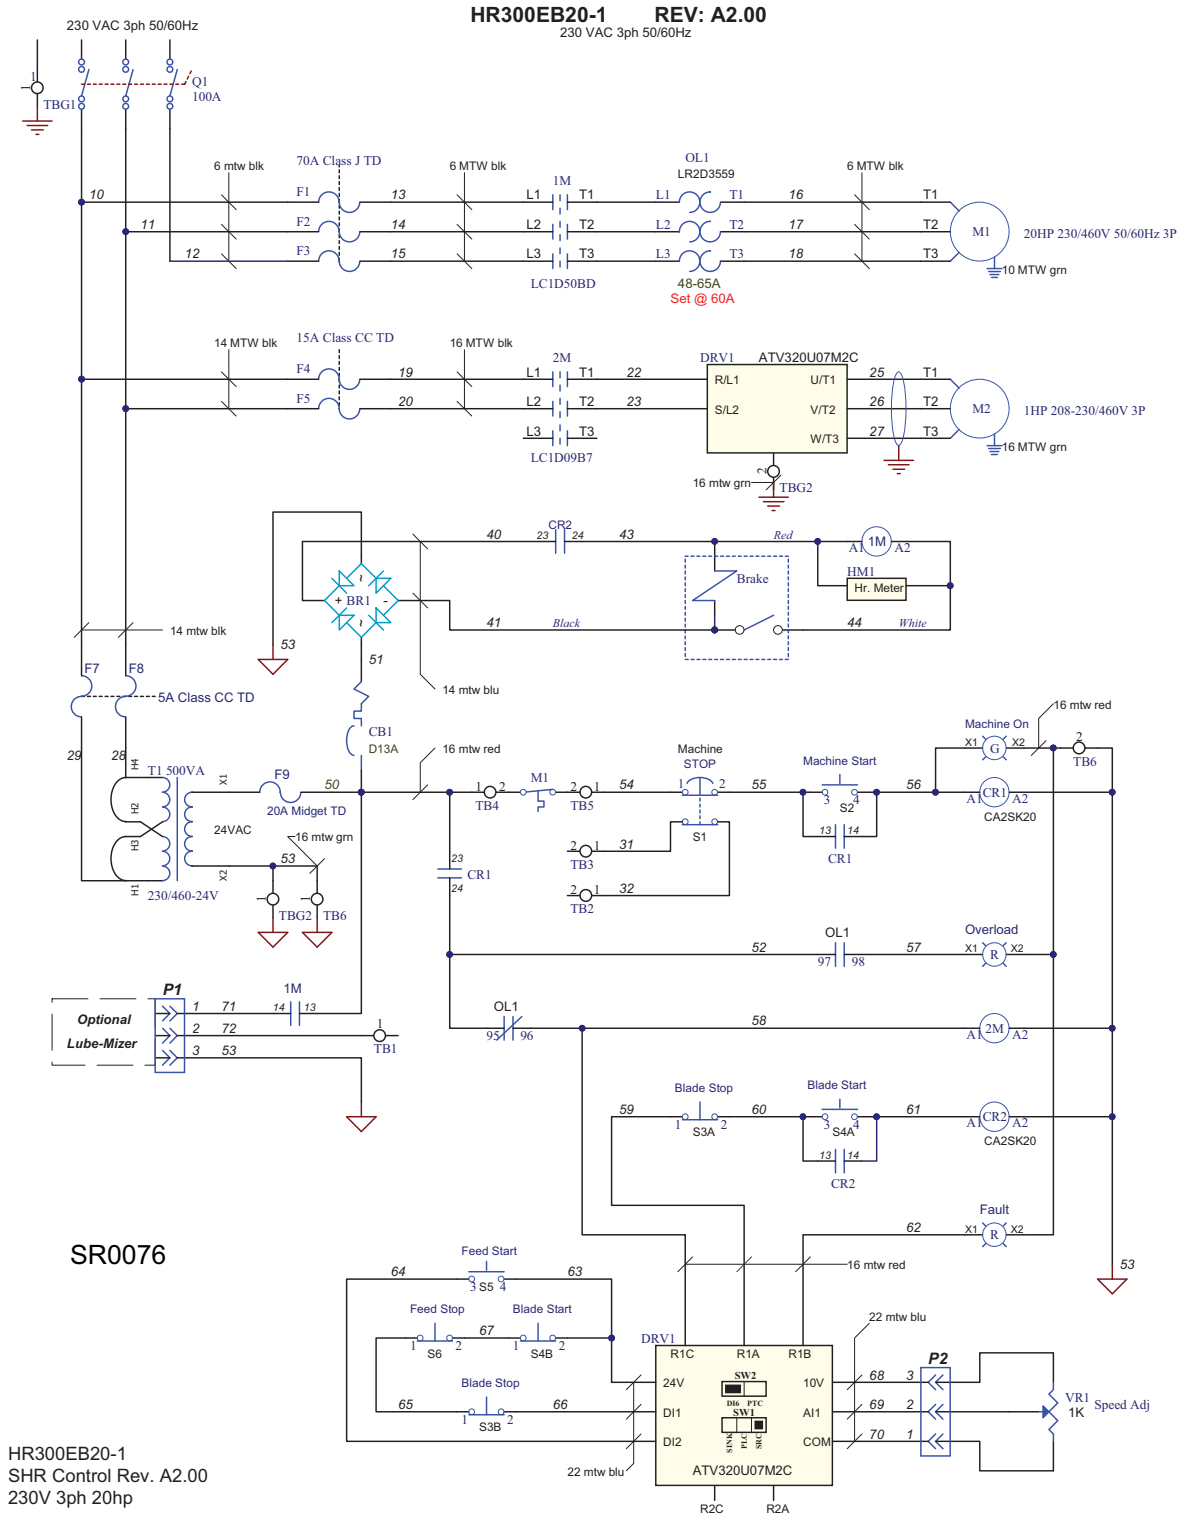 HR300EB20-1 REV: A2.00
230 VAC 3ph 50/60Hz
230 VAC 3ph 50/60Hz
1
1
TBG1
Q1
100A
6 mtw blk
70A Class J TD
6 MTW blk
OL1
LR2D3559
6 MTW blk
10 F1 13 L1 1M T1 L1 T1 16 T1
11 F2 14 L2 T2 L2 T2 17 T2 M1 20HP 230/460V 50/60Hz 3P
12 F3 15 L3 T3 L3 T3 18 T3
LC1D50BD
48-65A
Set @ 60A
10 MTW grn
14 MTW blk
15A Class CC TD
16 MTW blk
2M
DRV1 ATV320U07M2C
F4 19 L1 T1 22 R/L1 U/T1 25 T1
F5 20 L2 T2 23 S/L2 V/T2 26 T2 M2 1HP 208-230/460V 3P
L3 T3 W/T3 27 T3
LC1D09B7
16 MTW grn
2
16 mtw grn
TBG2
40 23 CR2 24 43 Red A1 1M A2
HM1
Hr. Meter
Brake
+ BR1 -
~
~
41 Black 44 White
14 mtw blk
53
51
14 mtw blu
F7 F8
5A Class CC TD
CB1
D13A
29 28
H4
H2
H3
H1
T1 500VA
X1
X2
24VAC
230/460-24V
F9
20A Midget TD
50
16 mtw red
16 mtw grn
53
1
TBG2
1
TB6
1 2
TB4
M1
2 1
TB5
54
Machine
STOP
1 2
S1
55
Machine Start
3 4
S2
13 14
CR1
56
Machine On
X1 G X2
16 mtw red
2
TB6
A1 CR1 A2
CA2SK20
2 1
TB3
31
2 1
TB2
32
23
CR1
24
52
OL1
97 98
57
Overload
X1 R X2
P1
Optional
Lube-Mizer
1 71 14 1M 13
2 72
1
TB1
3 53
OL1
95 96
58
A1 2M A2
59
Blade Stop
1 2
S3A
60
Blade Start
3 4
S4A
13 14
CR2
61
A1 CR2 A2
CA2SK20
62
Fault
X1 R X2
SR0076
16 mtw red
53
64
Feed Start
3 S5 4
63
Feed Stop
1 2
S6
67
Blade Start
1 2
S4B
65
Blade Stop
1 2
S3B
66
22 mtw blu
DRV1
R1C R1A R1B
24V
DI1
DI2
SW2
DI6 PTC
SW1
SINK
PLC
SRC
10V
AI1
COM
ATV320U07M2C
R2C R2A
22 mtw blu
P2
68 3
69 2
70 1
VR1
1K
Speed Adj
HR300EB20-1
SHR Control Rev. A2.00
230V 3ph 20hp